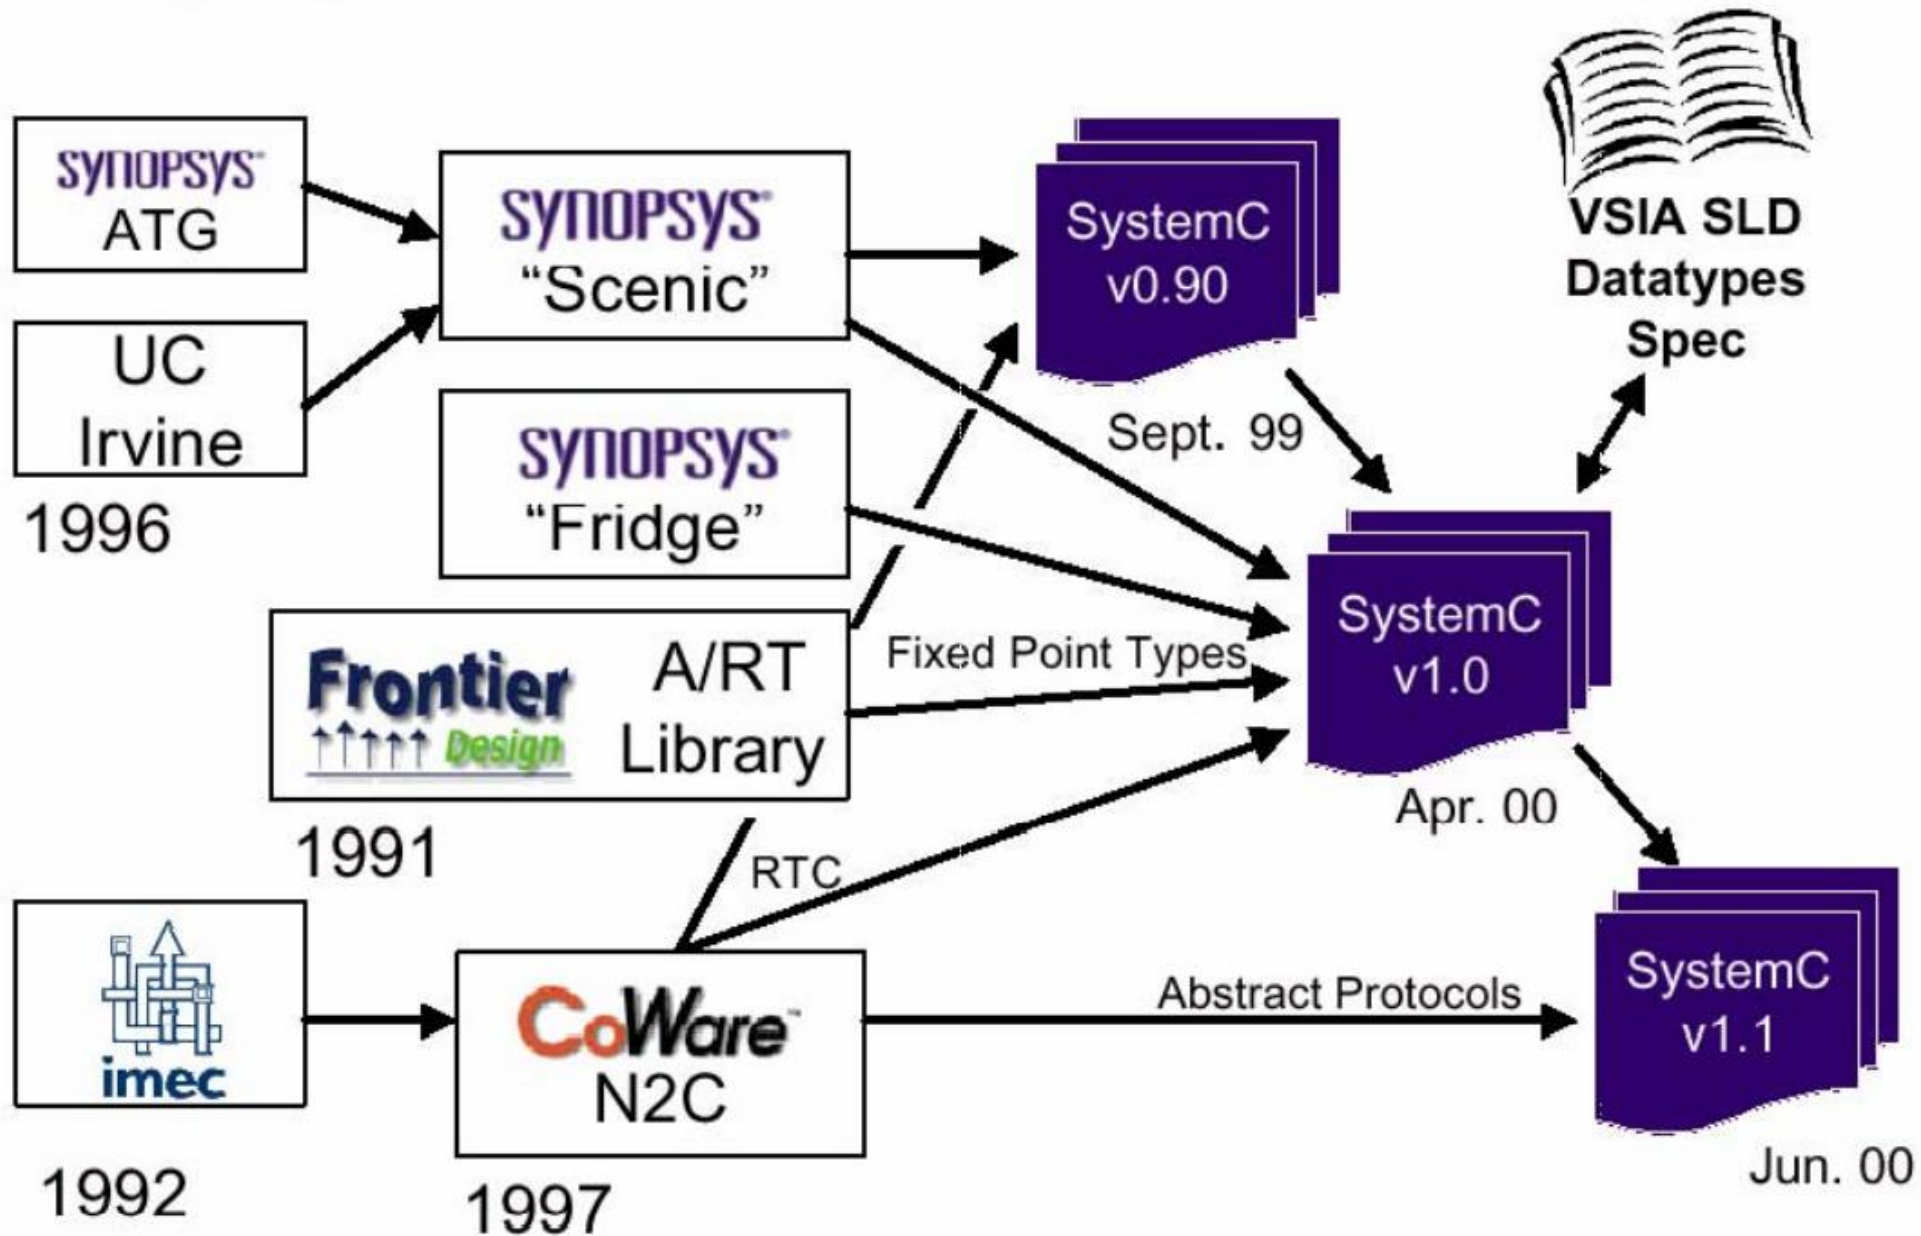 SYNOPSYS
ATG
UC
Irvine
1996
SYNOPSYS
“Scenic”
SYNOPSYS
“Fridge”
Frontier
Design
A/RT
Library
1991
imec
1992
CoWare™
N2C
1997
RTC
Fixed Point Types
Abstract Protocols
SystemC
v0.90
Sept. 99
VSIA SLD
Datatypes
Spec
SystemC
v1.0
Apr. 00
SystemC
v1.1
Jun. 00